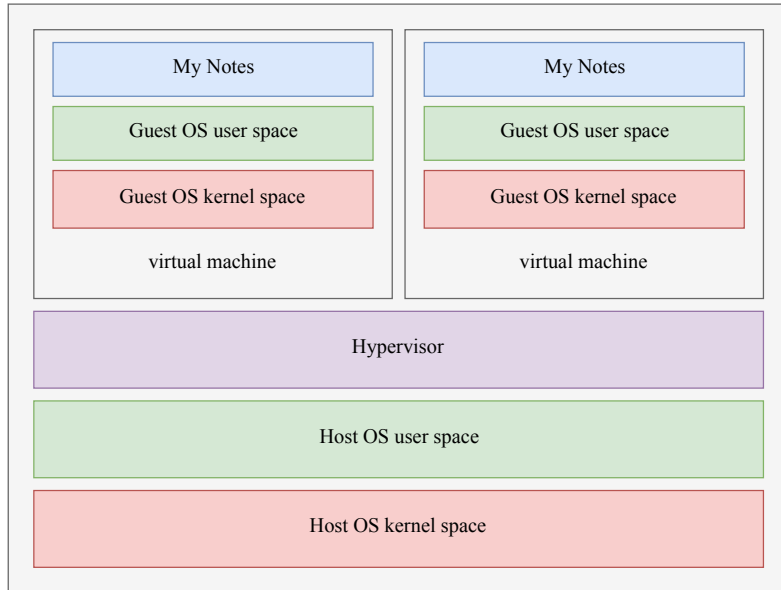 My Notes
My Notes
Guest OS user space
Guest OS user space
Guest OS kernel space
Guest OS kernel space
virtual machine
virtual machine
Hypervisor
Host OS user space
Host OS kernel space